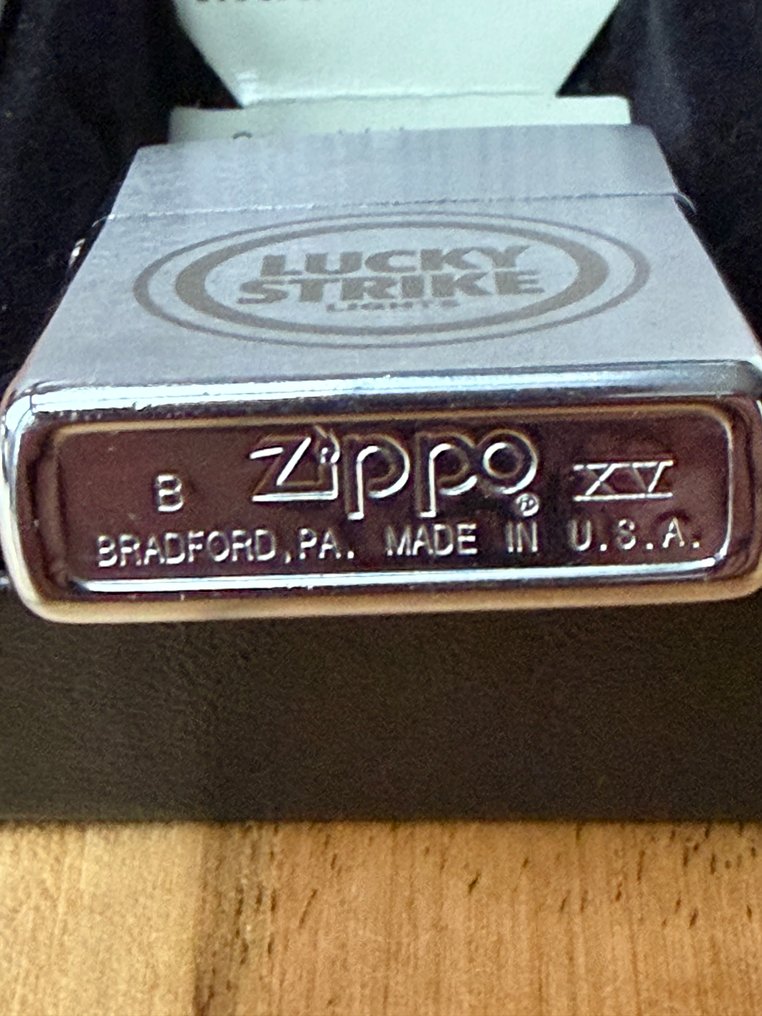 LUCKY
STRIKE
LIGHTS
B Zippo® XV
BRADFORD,PA. MADE IN U.S.A.